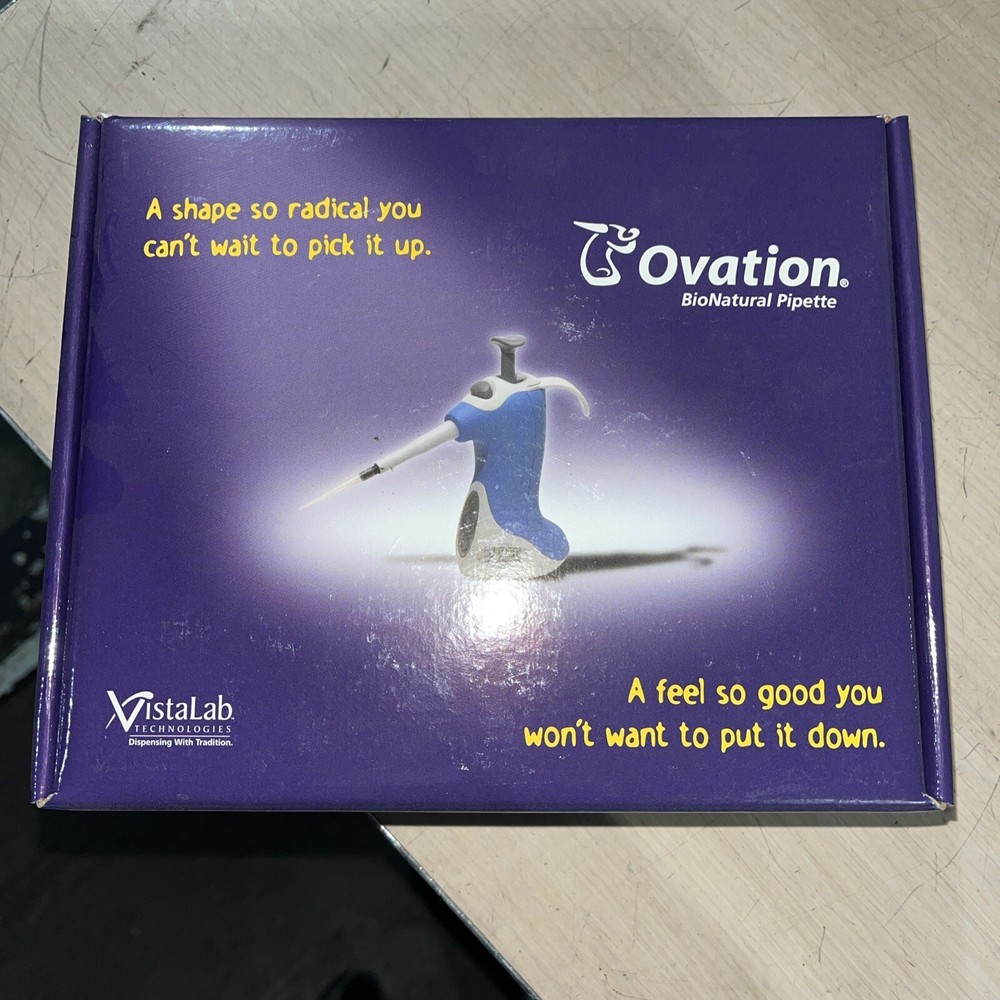 A shape so radical you
can't wait to pick it up.
Ovation®
BioNatural Pipette
VistaLab™
TECHNOLOGIES
Dispensing With Tradition.
A feel so good you
won't want to put it down.